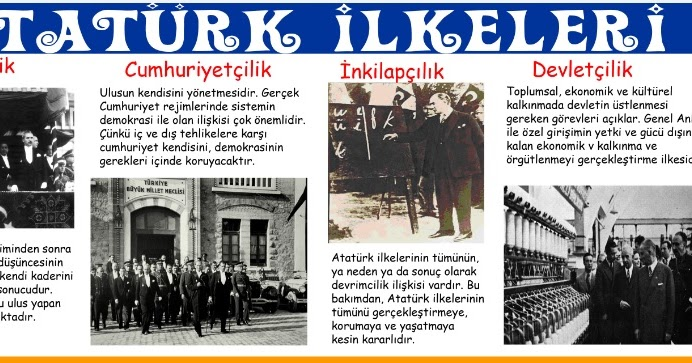 TATÜRK İLKELERİ
ik
iminden sonra
düşüncesinin
kendi kaderini
sonucudur.
u ulus yapan
ktadır.
Cumhuriyetçilik
Ulusun kendisini yönetmesidir. Gerçek
Cumhuriyet rejimlerinde sistemin
demokrasi ile olan ilişkisi çok önemlidir.
Çünkü iç ve dış tehlikelere karşı
cumhuriyet kendisini, demokrasinin
gerekleri içinde koruyacaktır.
TÜRKİYE
BÜYÜK MİLLET MECLİSİ
İnkilapçılık
Atatürk ilkelerinin tümünün,
ya neden ya da sonuç olarak
devrimcilik ilişkisi vardır. Bu
bakımdan, Atatürk ilkelerinin
tümünü gerçekleştirmeye,
korumaya ve yaşatmaya
kesin kararlıdır.
Devletçilik
Toplumsal, ekonomik ve kültürel
kalkınmada devletin üstlenmesi
gereken görevleri açıklar. Genel Anl
ile özel girişimin yetki ve gücü dışın
kalan ekonomik v kalkınma ve
örgütlenmeyi gerçekleştirme ilkesid